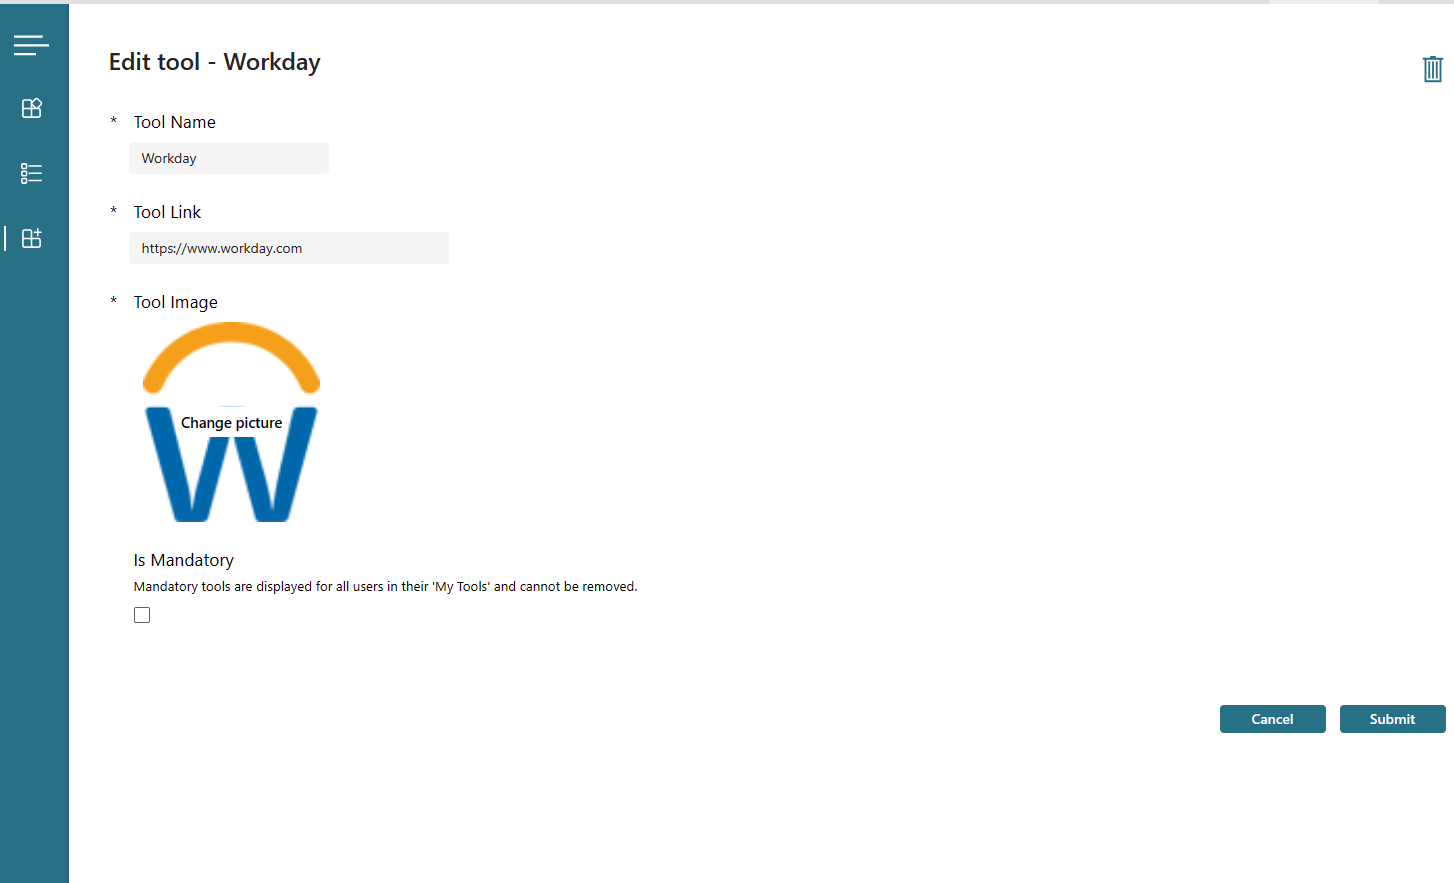 Edit tool - Workday
* Tool Name
Workday
* Tool Link
https://www.workday.com
* Tool Image
Change picture
Is Mandatory
Mandatory tools are displayed for all users in their 'My Tools' and cannot be removed.
Cancel
Submit